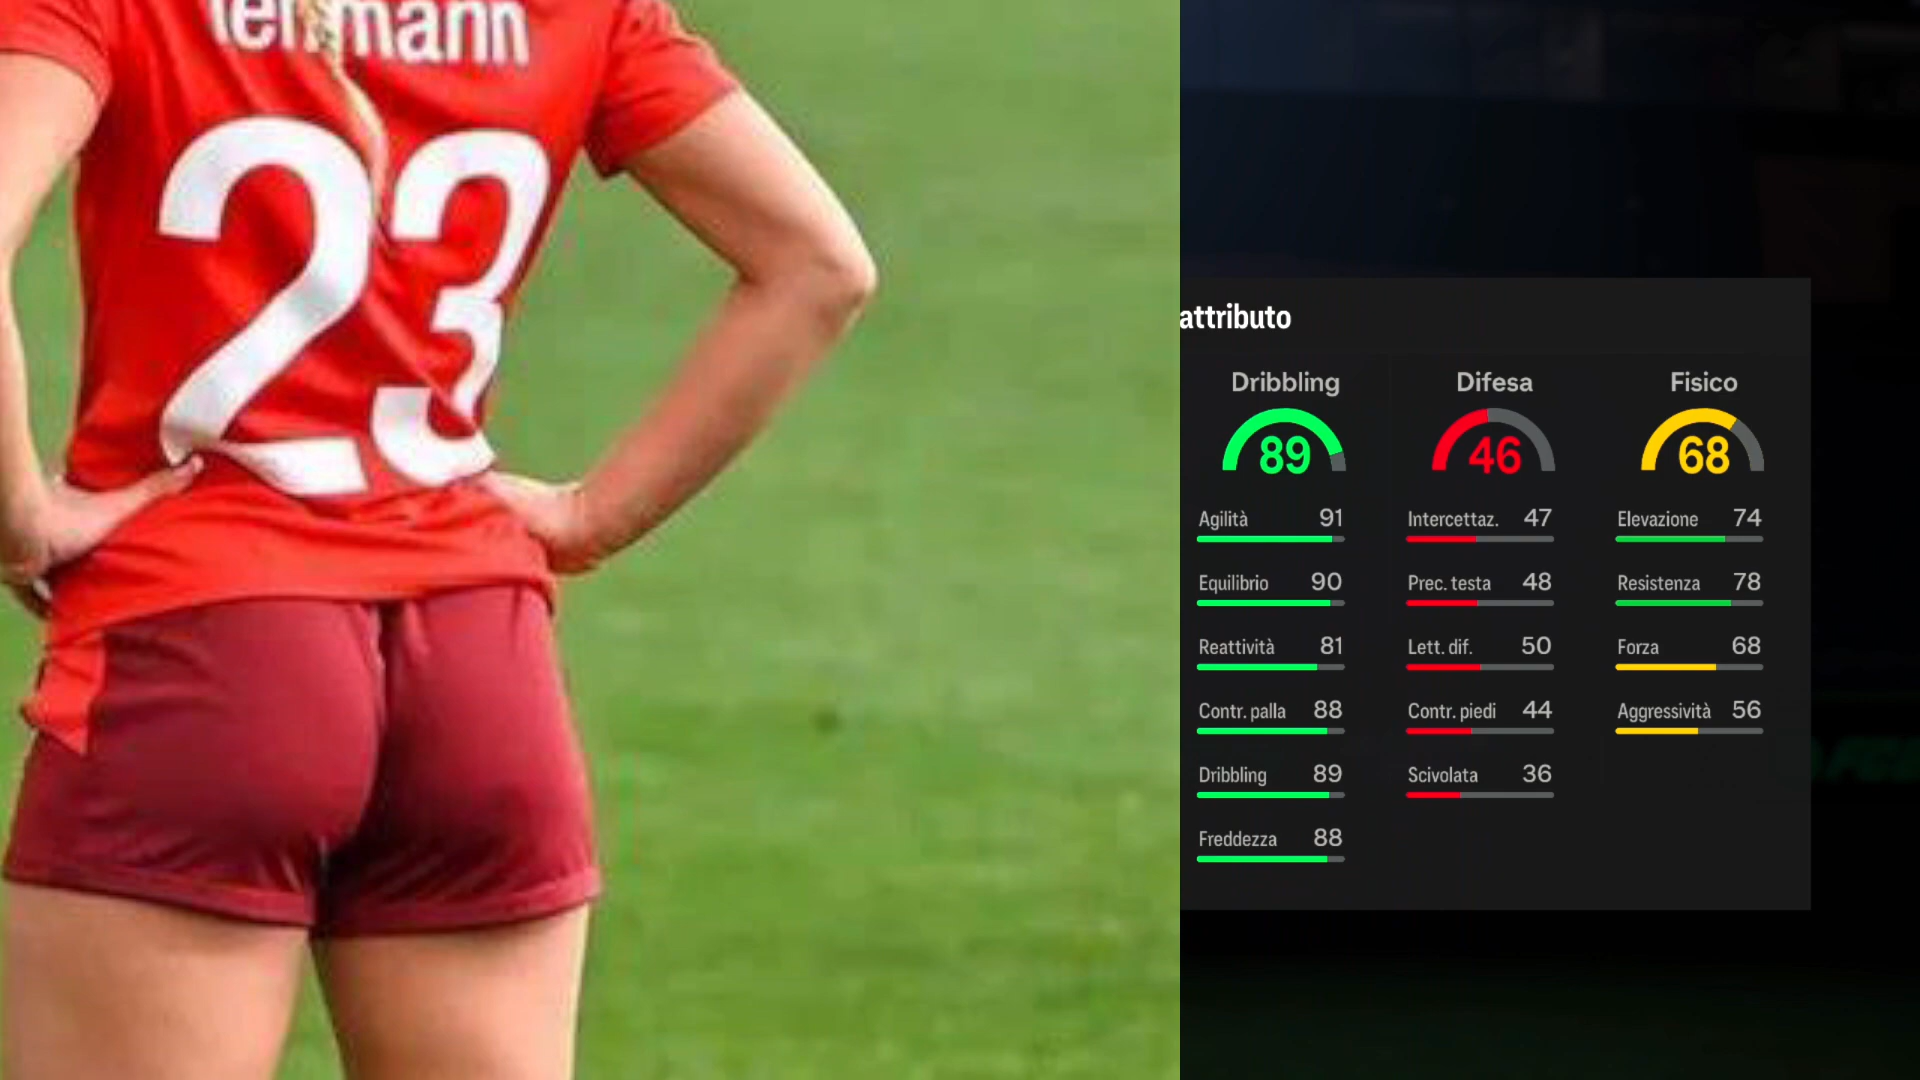 lehmann
23
attributo
Dribbling
89
Agilità 91
Equilibrio 90
Reattività 81
Contr. palla 88
Dribbling 89
Freddezza 88
Difesa
46
Intercettaz. 47
Prec. testa 48
Lett. dif. 50
Contr. piedi 44
Scivolata 36
Fisico
68
Elevazione 74
Resistenza 78
Forza 68
Aggressività 56